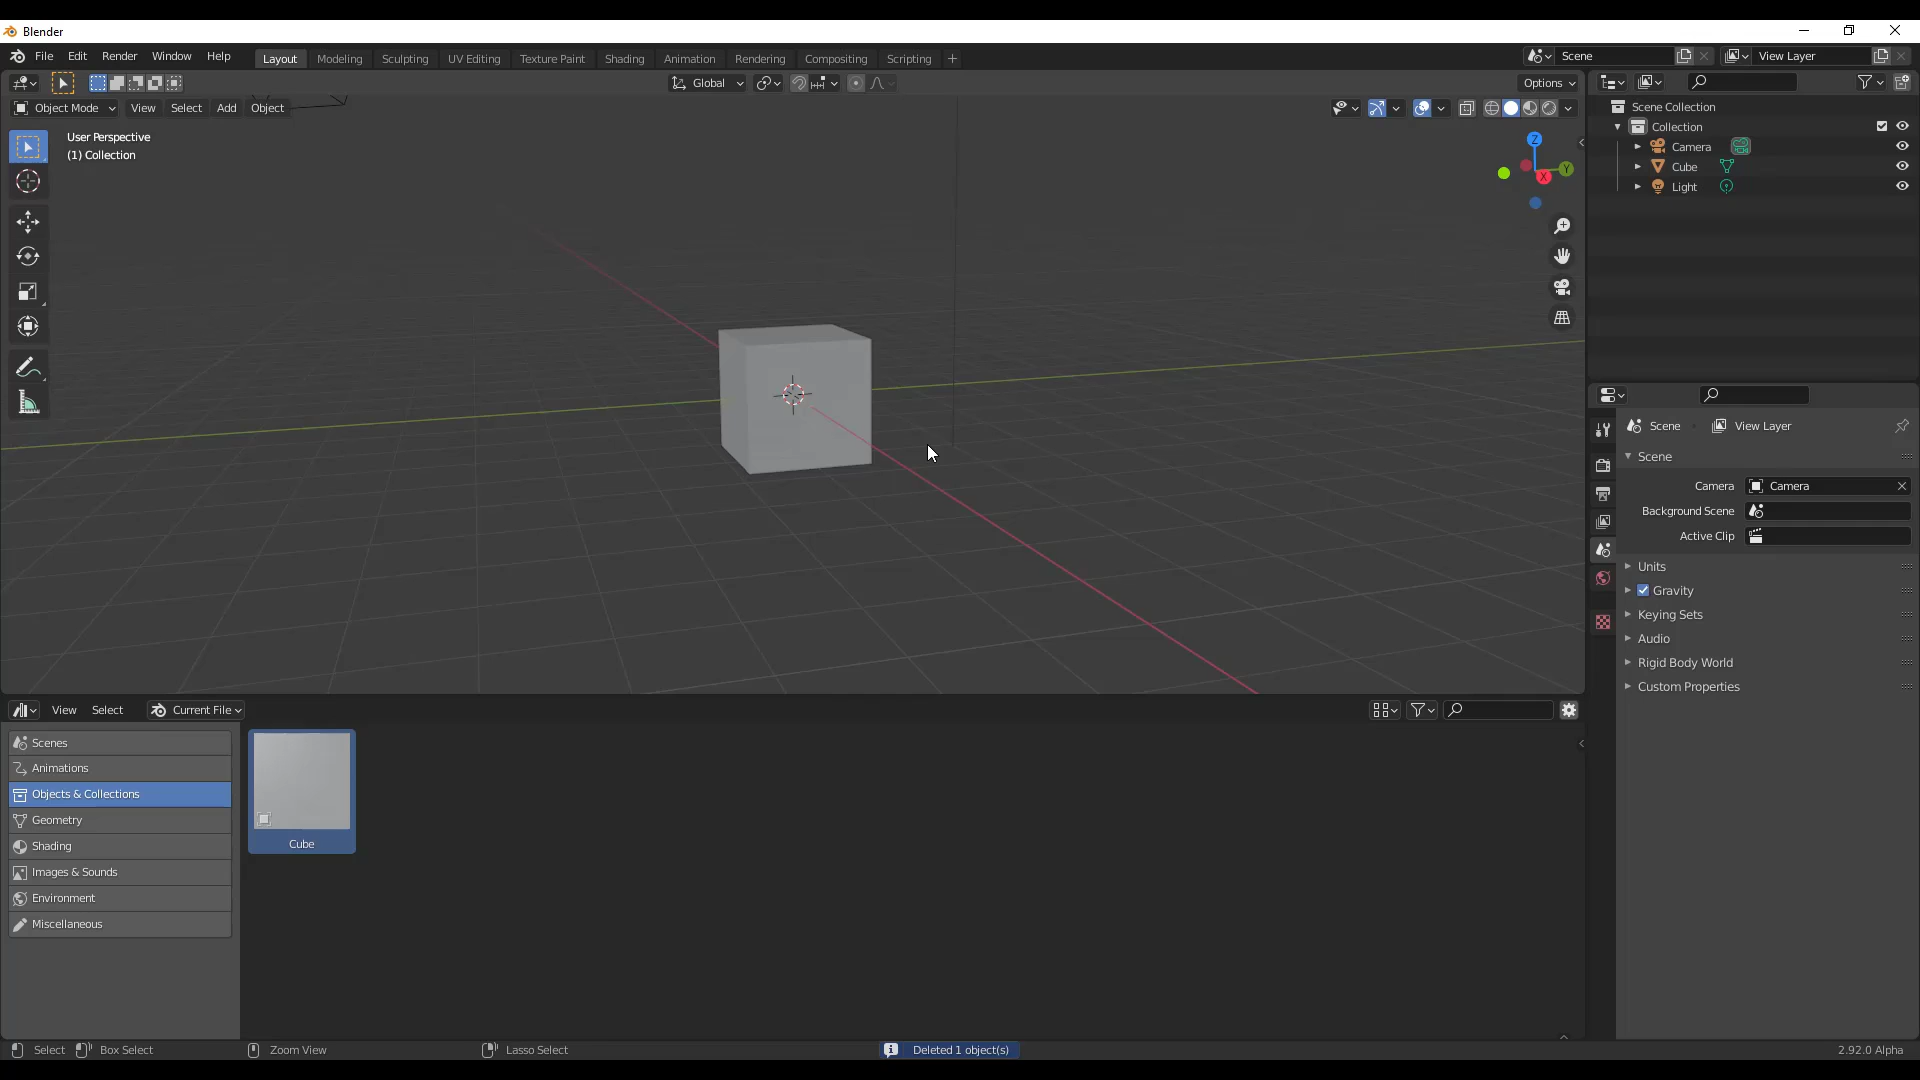 Blender
File Edit Render Window Help Layout Modeling Sculpting UV Editing Texture Paint Shading Animation Rendering Compositing Scripting + Scene View Layer
Global Options
Object Mode View Select Add Object
User Perspective
(1) Collection
Z
Y
X
Scene Collection
Collection
Camera
Cube
Light
Scene View Layer
Scene
Camera Camera
Background Scene
Active Clip
Units
Gravity
Keying Sets
Audio
Rigid Body World
Custom Properties
View Select Current File
Scenes
Animations
Objects & Collections
Geometry
Shading
Images & Sounds
Environment
Miscellaneous
Cube
Select Box Select Zoom View Lasso Select Deleted 1 object(s) 2.92.0 Alpha